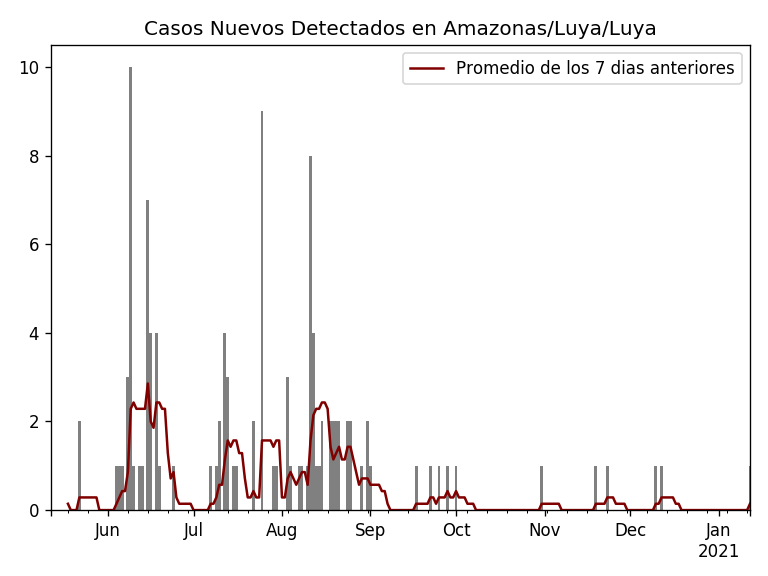 Casos Nuevos Detectados en Amazonas/Luya/Luya
Promedio de los 7 dias anteriores
10
8
6
4
2
0
Jun Jul Aug Sep Oct Nov Dec Jan
2021